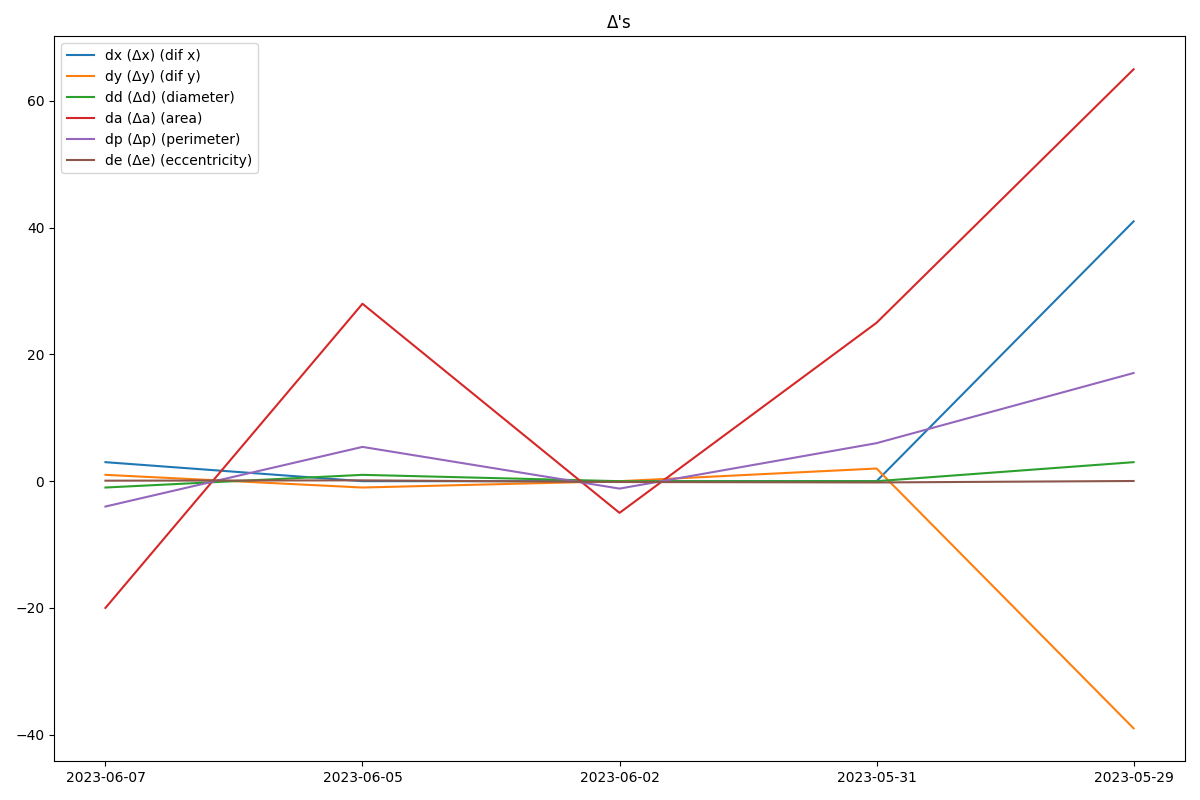 Δ's
dx (Δx) (dif x)
dy (Δy) (dif y)
dd (Δd) (diameter)
da (Δa) (area)
dp (Δp) (perimeter)
de (Δe) (eccentricity)
60
40
20
0
−20
−40
2023-06-07 2023-06-05 2023-06-02 2023-05-31 2023-05-29